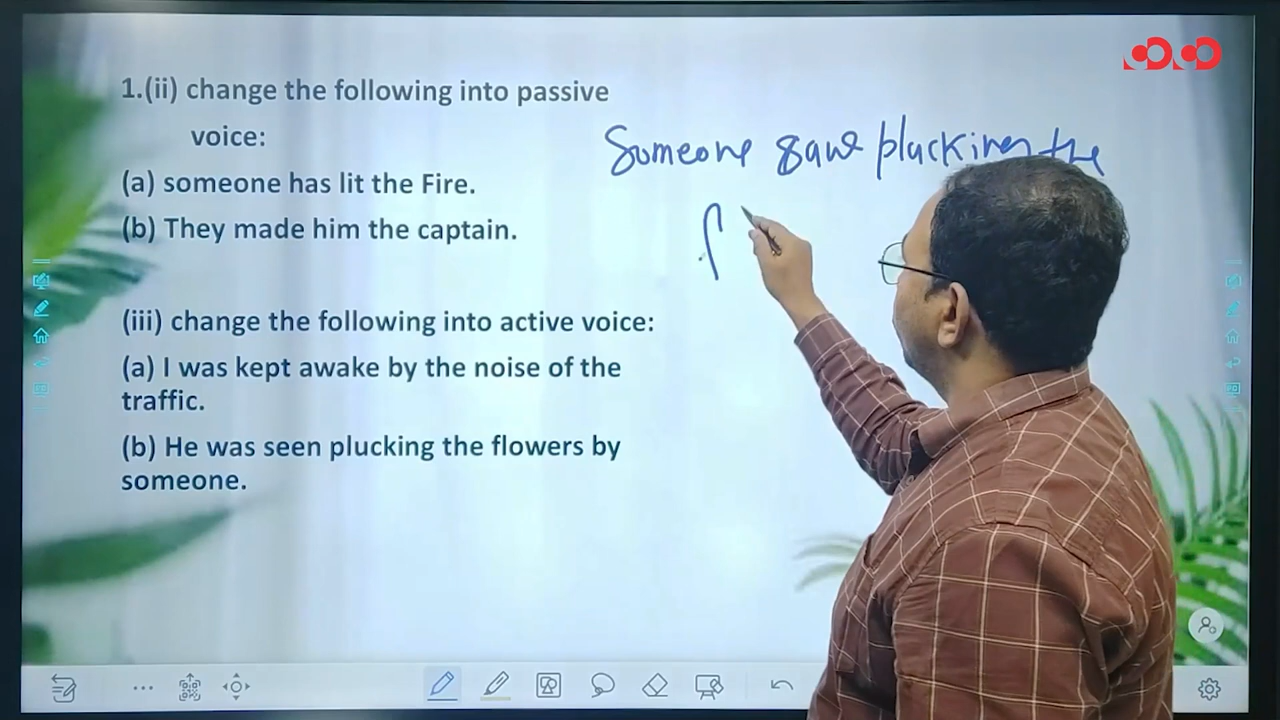 1.(ii) change the following into passive
voice:
(a) someone has lit the Fire.
(b) They made him the captain.
(iii) change the following into active voice:
(a) I was kept awake by the noise of the
traffic.
(b) He was seen plucking the flowers by
someone.
Someone saw plucking the
f